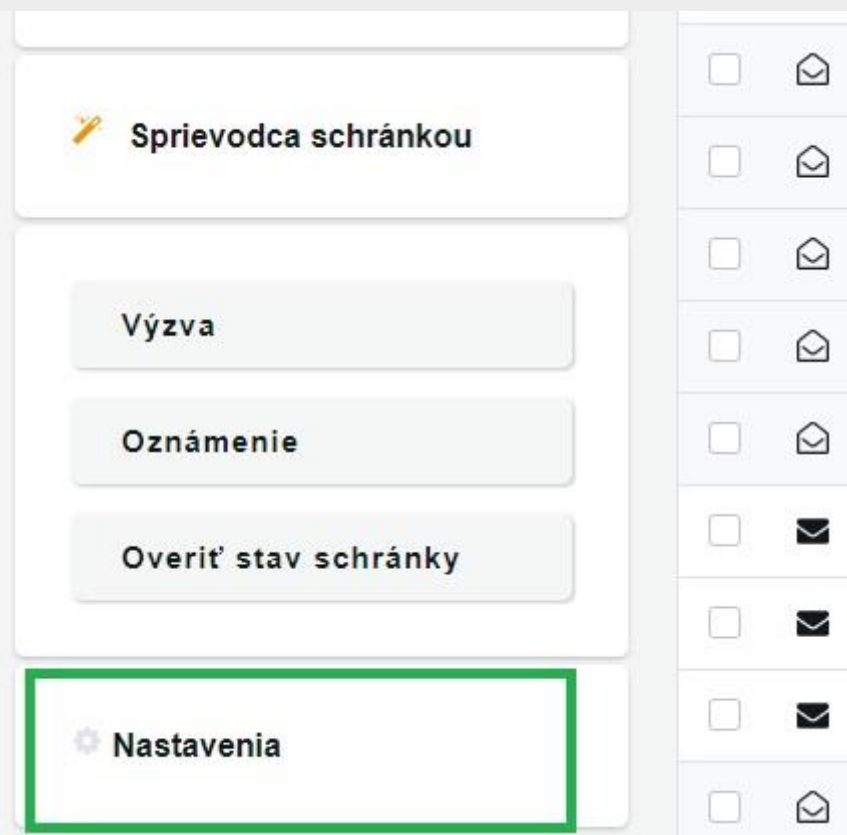 Sprievodca schránkou
Výzva
Oznámenie
Overiť stav schránky
Nastavenia